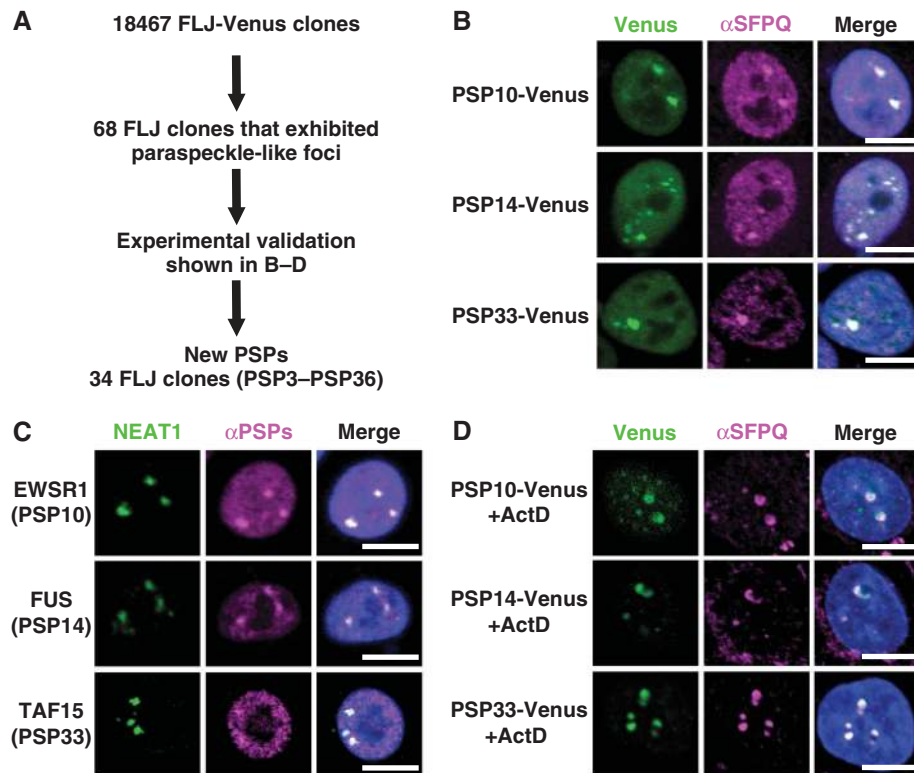 A
18467 FLJ-Venus clones
68 FLJ clones that exhibited
paraspeckle-like foci
Experimental validation
shown in B–D
New PSPs
34 FLJ clones (PSP3–PSP36)
B
Venus αSFPQ Merge
PSP10-Venus
PSP14-Venus
PSP33-Venus
C
NEAT1 αPSPs Merge
EWSR1
(PSP10)
FUS
(PSP14)
TAF15
(PSP33)
D
Venus αSFPQ Merge
PSP10-Venus
+ActD
PSP14-Venus
+ActD
PSP33-Venus
+ActD